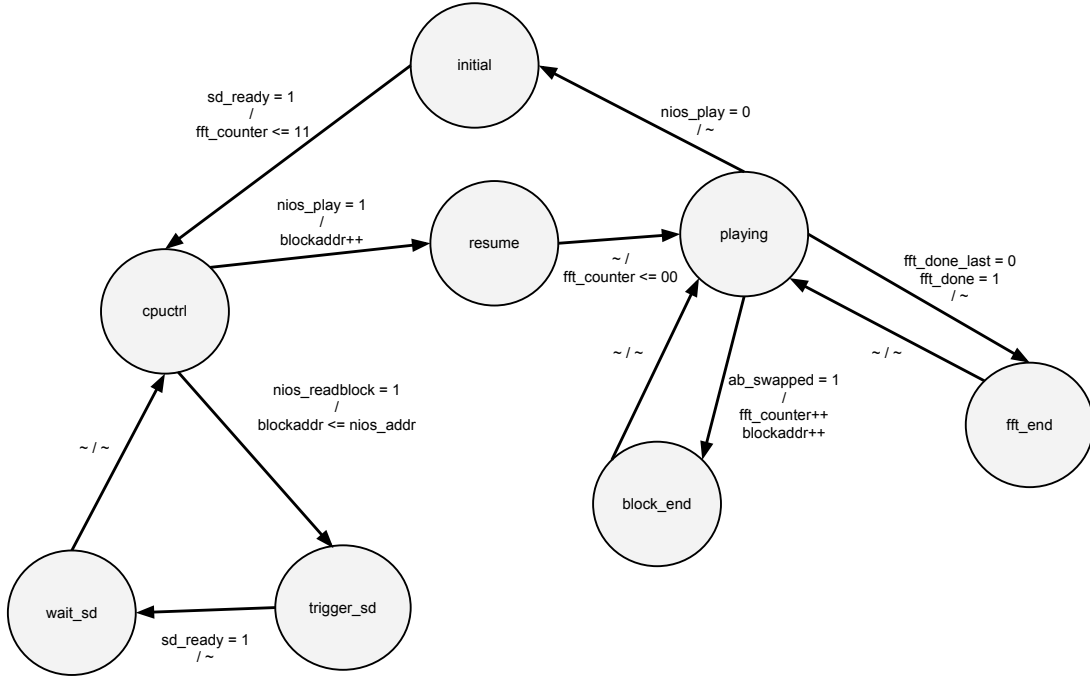 initial
sd_ready = 1
/
fft_counter <= 11
nios_play = 0
/ ~
nios_play = 1
/
blockaddr++
resume
~ /
fft_counter <= 00
playing
fft_done_last = 0
fft_done = 1
/ ~
cpuctrl
~ / ~
~ / ~
ab_swapped = 1
/
fft_counter++
blockaddr++
nios_readblock = 1
/
blockaddr <= nios_addr
fft_end
~ / ~
block_end
wait_sd
trigger_sd
sd_ready = 1
/ ~